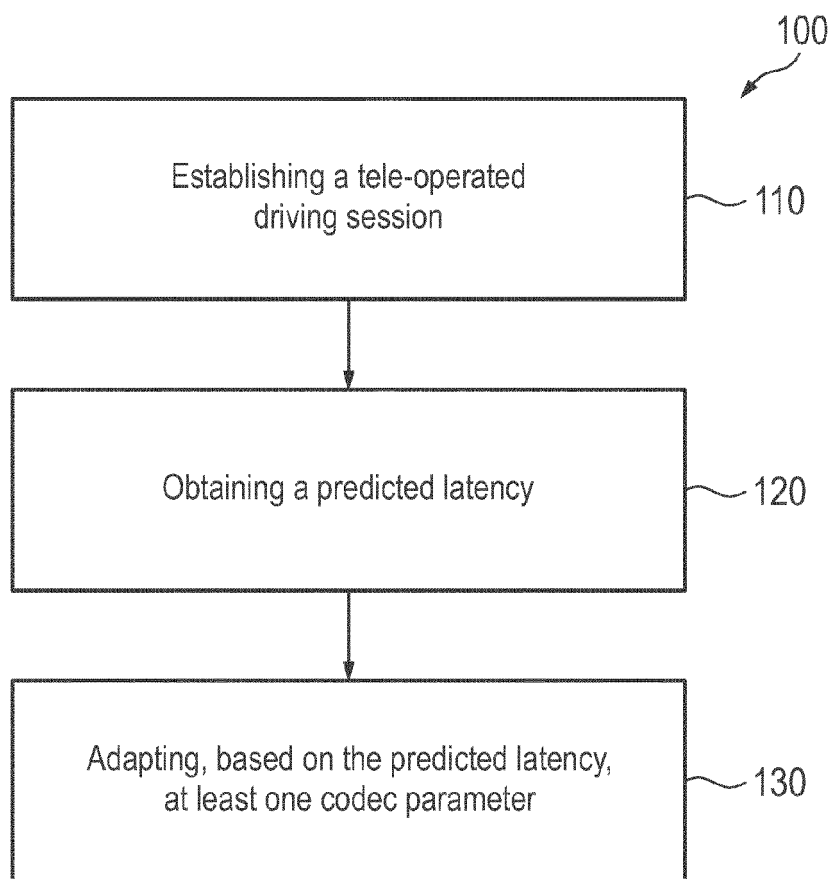 100
Establishing a tele-operated
driving session
110
Obtaining a predicted latency
120
Adapting, based on the predicted latency,
at least one codec parameter
130